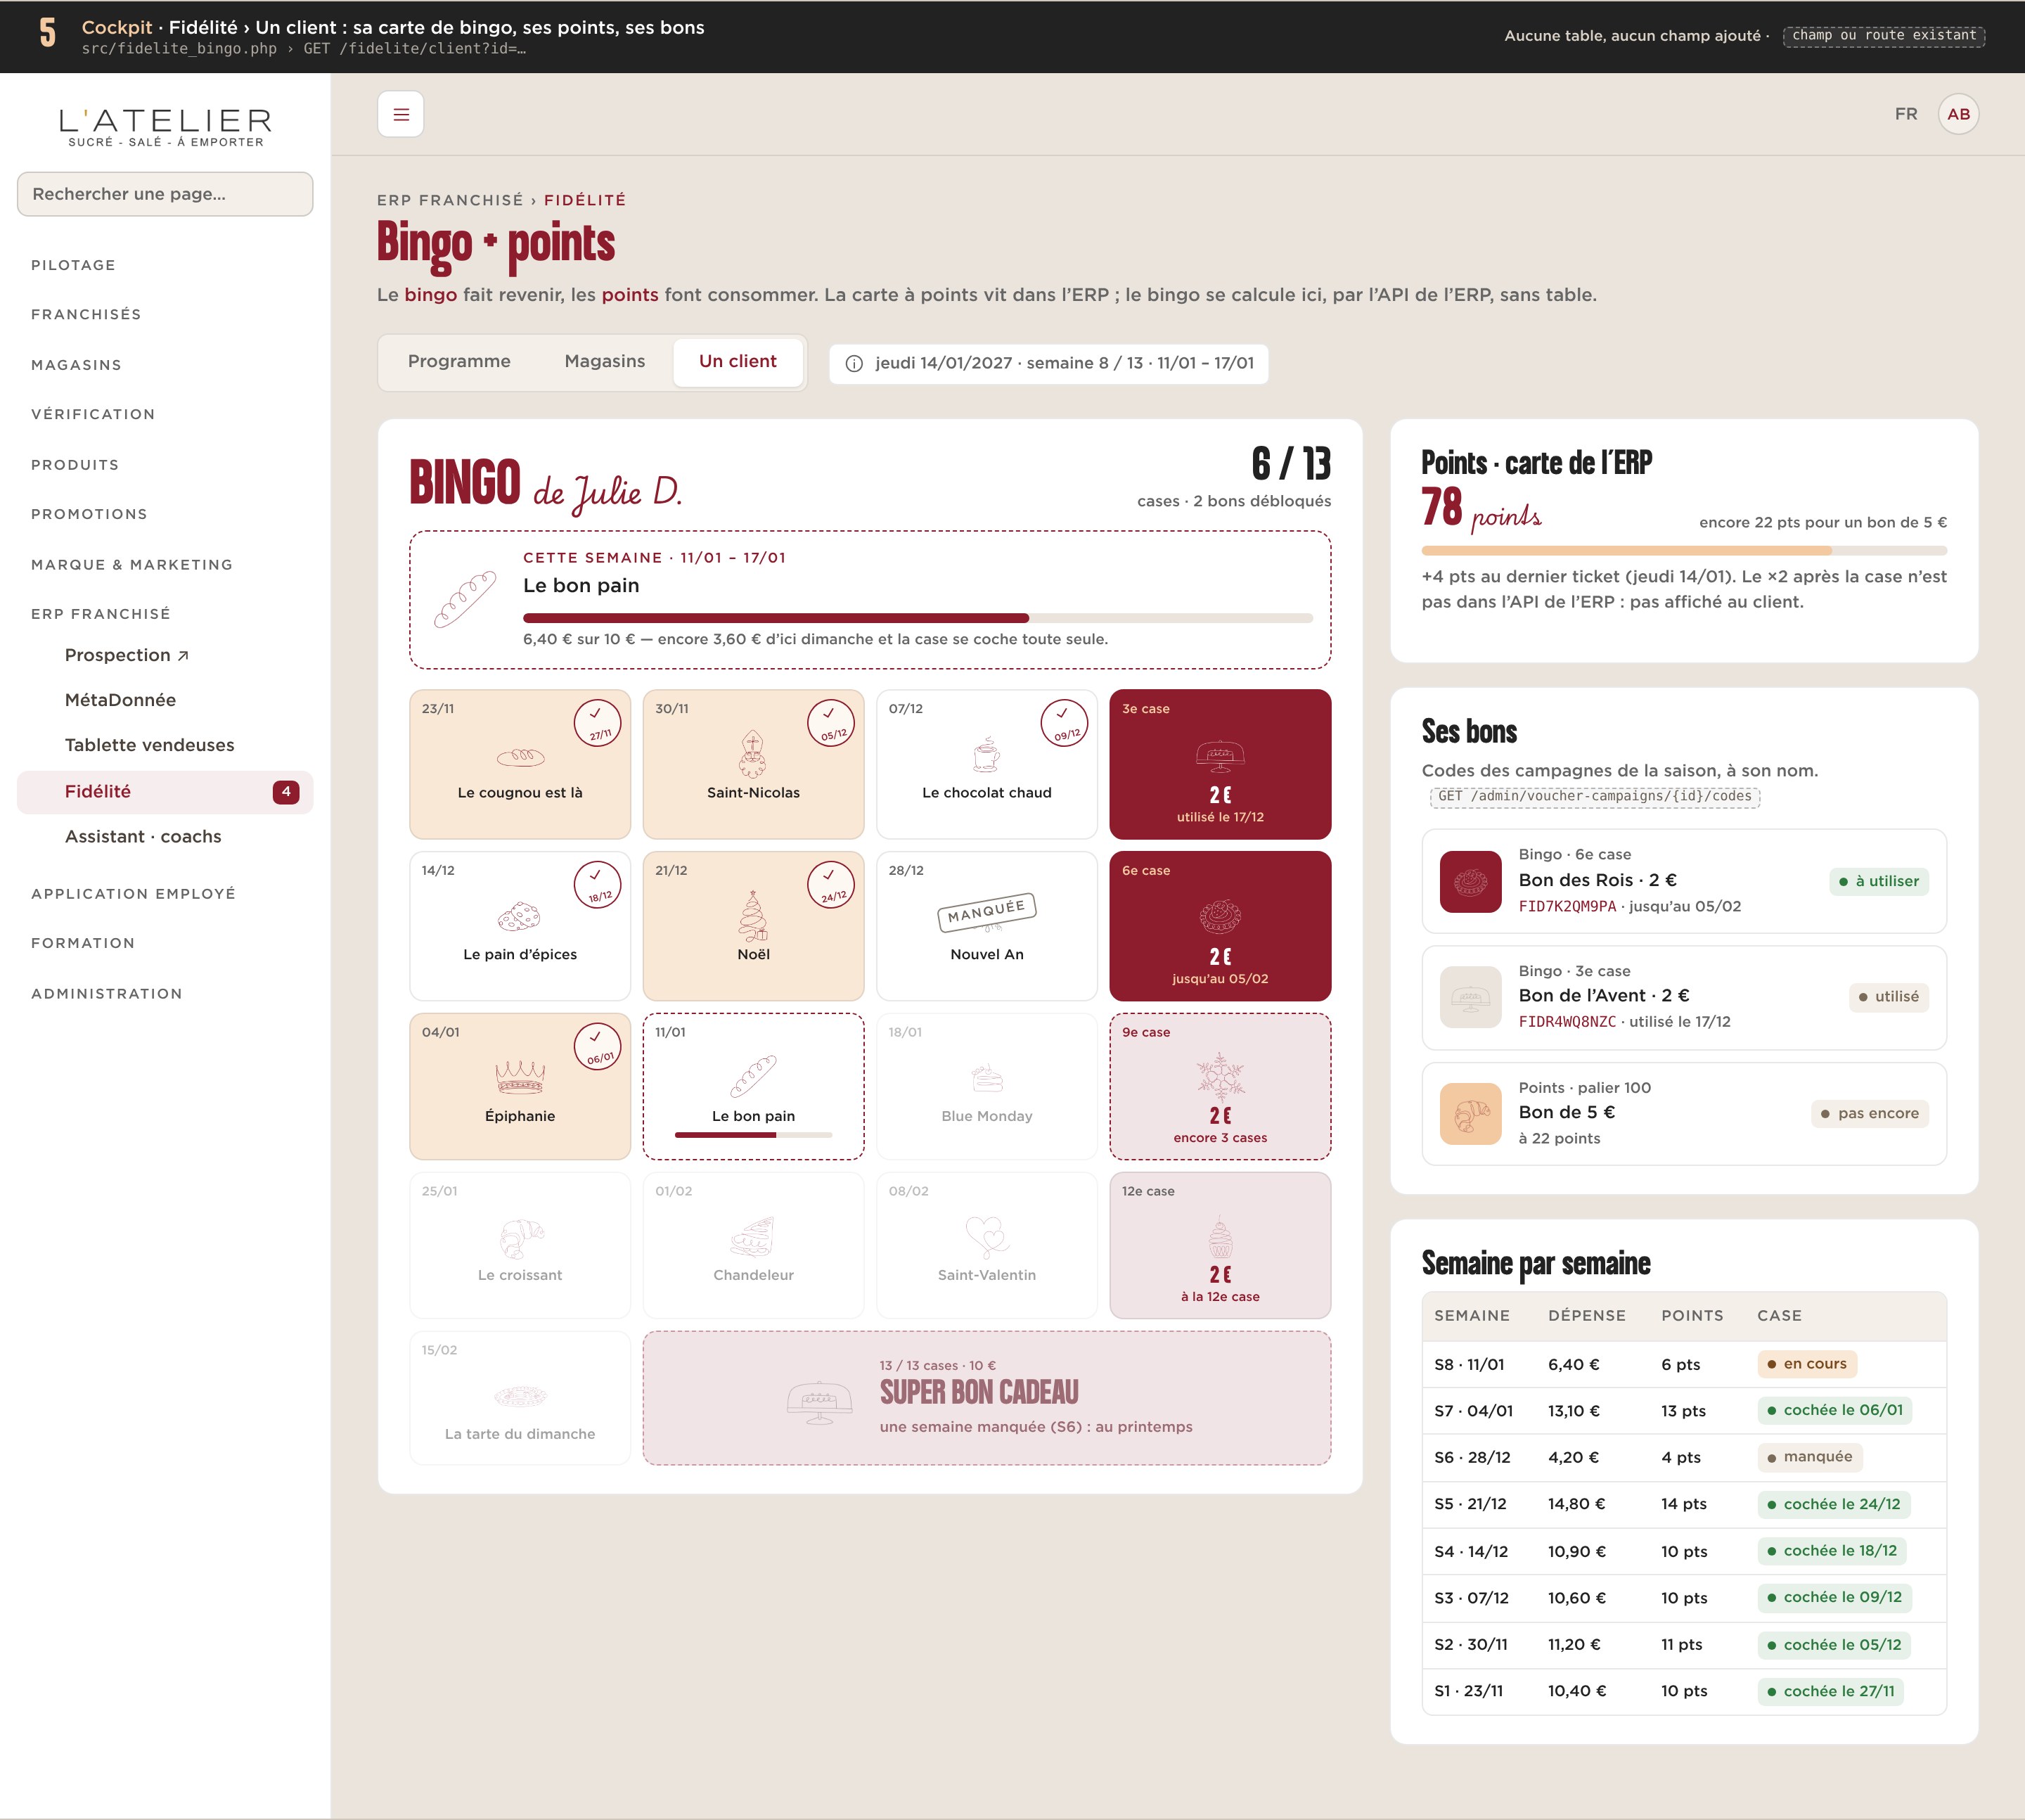 5
Cockpit · Fidélité › Un client : sa carte de bingo, ses points, ses bons
src/fidelite_bingo.php › GET /fidelite/client?id=…
Aucune table, aucun champ ajouté · champ ou route existant
L'ATELIER
SUCRÉ - SALÉ - À EMPORTER
Rechercher une page...
PILOTAGE
FRANCHISÉS
MAGASINS
VÉRIFICATION
PRODUITS
PROMOTIONS
MARQUE & MARKETING
ERP FRANCHISÉ
Prospection ↗
MétaDonnée
Tablette vendeuses
Fidélité 4
Assistant · coachs
APPLICATION EMPLOYÉ
FORMATION
ADMINISTRATION
FR AB
ERP FRANCHISÉ › FIDÉLITÉ
Bingo + points
Le bingo fait revenir, les points font consommer. La carte à points vit dans l’ERP ; le bingo se calcule ici, par l’API de l’ERP, sans table.
Programme Magasins Un client
jeudi 14/01/2027 · semaine 8 / 13 · 11/01 – 17/01
BINGO de Julie D.
6 / 13
cases · 2 bons débloqués
CETTE SEMAINE · 11/01 – 17/01
Le bon pain
6,40 € sur 10 € — encore 3,60 € d’ici dimanche et la case se coche toute seule.
23/11
27/11
Le cougnou est là
30/11
05/12
Saint-Nicolas
07/12
09/12
Le chocolat chaud
3e case
2 €
utilisé le 17/12
14/12
18/12
Le pain d’épices
21/12
24/12
Noël
28/12
MANQUÉE
Nouvel An
6e case
2 €
jusqu’au 05/02
04/01
06/01
Épiphanie
11/01
Le bon pain
18/01
Blue Monday
9e case
2 €
encore 3 cases
25/01
Le croissant
01/02
Chandeleur
08/02
Saint-Valentin
12e case
2 €
à la 12e case
15/02
La tarte du dimanche
13 / 13 cases · 10 €
SUPER BON CADEAU
une semaine manquée (S6) : au printemps
Points · carte de l’ERP
78 points
encore 22 pts pour un bon de 5 €
+4 pts au dernier ticket (jeudi 14/01). Le ×2 après la case n’est
pas dans l’API de l’ERP : pas affiché au client.
Ses bons
Codes des campagnes de la saison, à son nom.
GET /admin/voucher-campaigns/{id}/codes
Bingo · 6e case
Bon des Rois · 2 €
FID7K2QM9PA · jusqu’au 05/02
à utiliser
Bingo · 3e case
Bon de l’Avent · 2 €
FIDR4WQ8NZC · utilisé le 17/12
utilisé
Points · palier 100
Bon de 5 €
à 22 points
pas encore
Semaine par semaine
SEMAINE DÉPENSE POINTS CASE
S8 · 11/01 6,40 € 6 pts en cours
S7 · 04/01 13,10 € 13 pts cochée le 06/01
S6 · 28/12 4,20 € 4 pts manquée
S5 · 21/12 14,80 € 14 pts cochée le 24/12
S4 · 14/12 10,90 € 10 pts cochée le 18/12
S3 · 07/12 10,60 € 10 pts cochée le 09/12
S2 · 30/11 11,20 € 11 pts cochée le 05/12
S1 · 23/11 10,40 € 10 pts cochée le 27/11